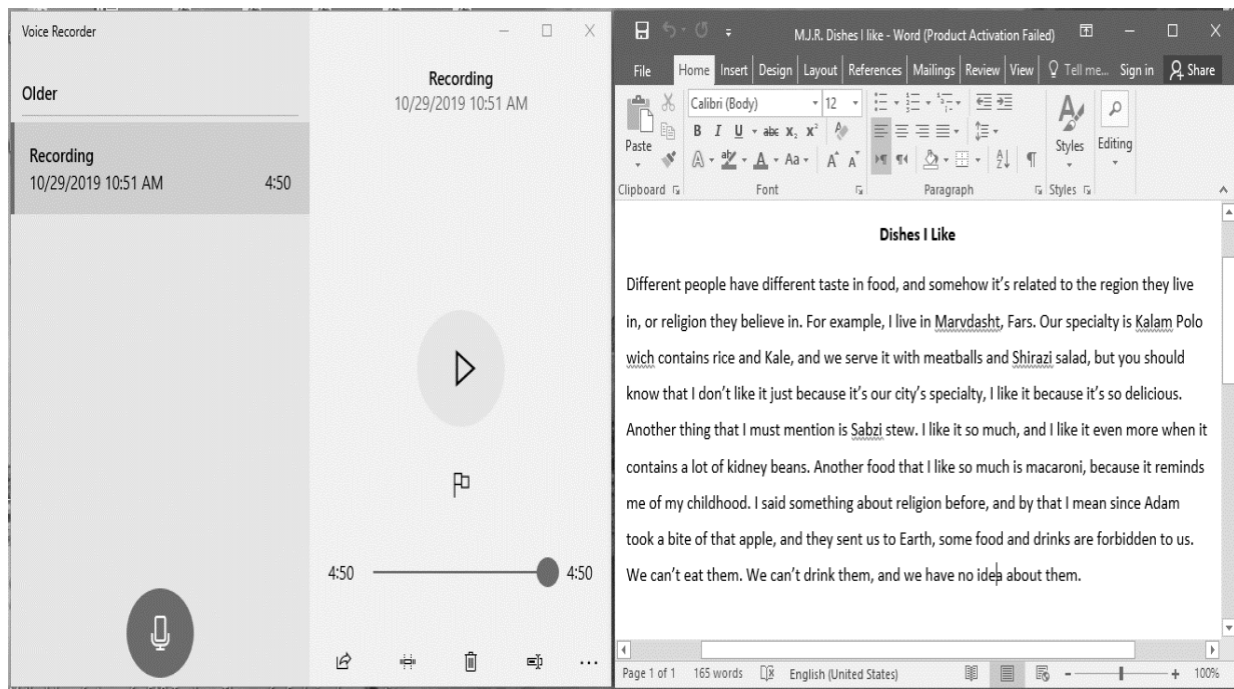 Voice Recorder
Older
Recording
10/29/2019 10:51 AM
4:50
Recording
10/29/2019 10:51 AM
4:50
4:50
M.J.R. Dishes I like - Word (Product Activation Failed)
File Home Insert Design Layout References Mailings Review View Tell me... Sign in Share
Calibri (Body) 12
B I U abc X₂ X²
A aby A Aa A A
Paste
Styles
Editing
Clipboard Font Paragraph Styles
Dishes I Like
Different people have different taste in food, and somehow it's related to the region they live
in, or religion they believe in. For example, I live in Marvdasht, Fars. Our specialty is Kalam Polo
wich contains rice and Kale, and we serve it with meatballs and Shirazi salad, but you should
know that I don't like it just because it's our city's specialty, I like it because it's so delicious.
Another thing that I must mention is Sabzi stew. I like it so much, and I like it even more when it
contains a lot of kidney beans. Another food that I like so much is macaroni, because it reminds
me of my childhood. I said something about religion before, and by that I mean since Adam
took a bite of that apple, and they sent us to Earth, some food and drinks are forbidden to us.
We can't eat them. We can't drink them, and we have no idea about them.
Page 1 of 1 165 words English (United States) 100%